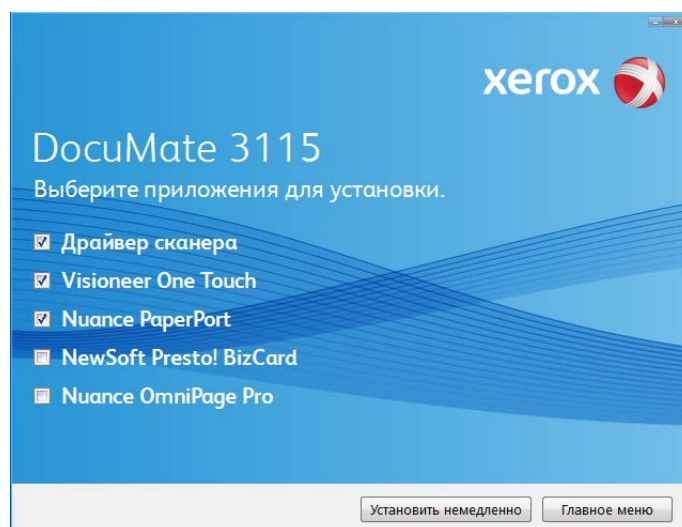 xerox
DocuMate 3115
Выберите приложения для установки.
Драйвер сканера
Visioneer One Touch
Nuance PaperPort
NewSoft Presto! BizCard
Nuance OmniPage Pro
Установить немедленно Главное меню